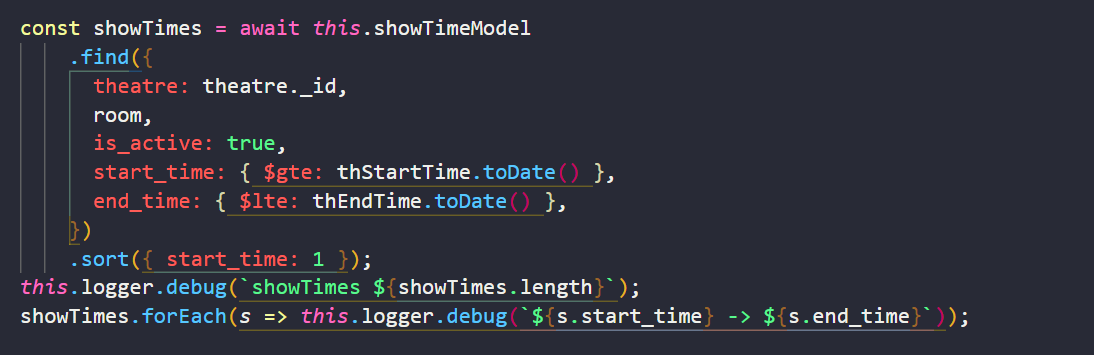 const showTimes = await this.showTimeModel
.find({
theatre: theatre._id,
room,
is_active: true,
start_time: { $gte: thStartTime.toDate() },
end_time: { $lte: thEndTime.toDate() },
})
.sort({ start_time: 1 });
this.logger.debug(`showTimes ${showTimes.length}`);
showTimes.forEach(s => this.logger.debug(`${s.start_time} -> ${s.end_time}`));